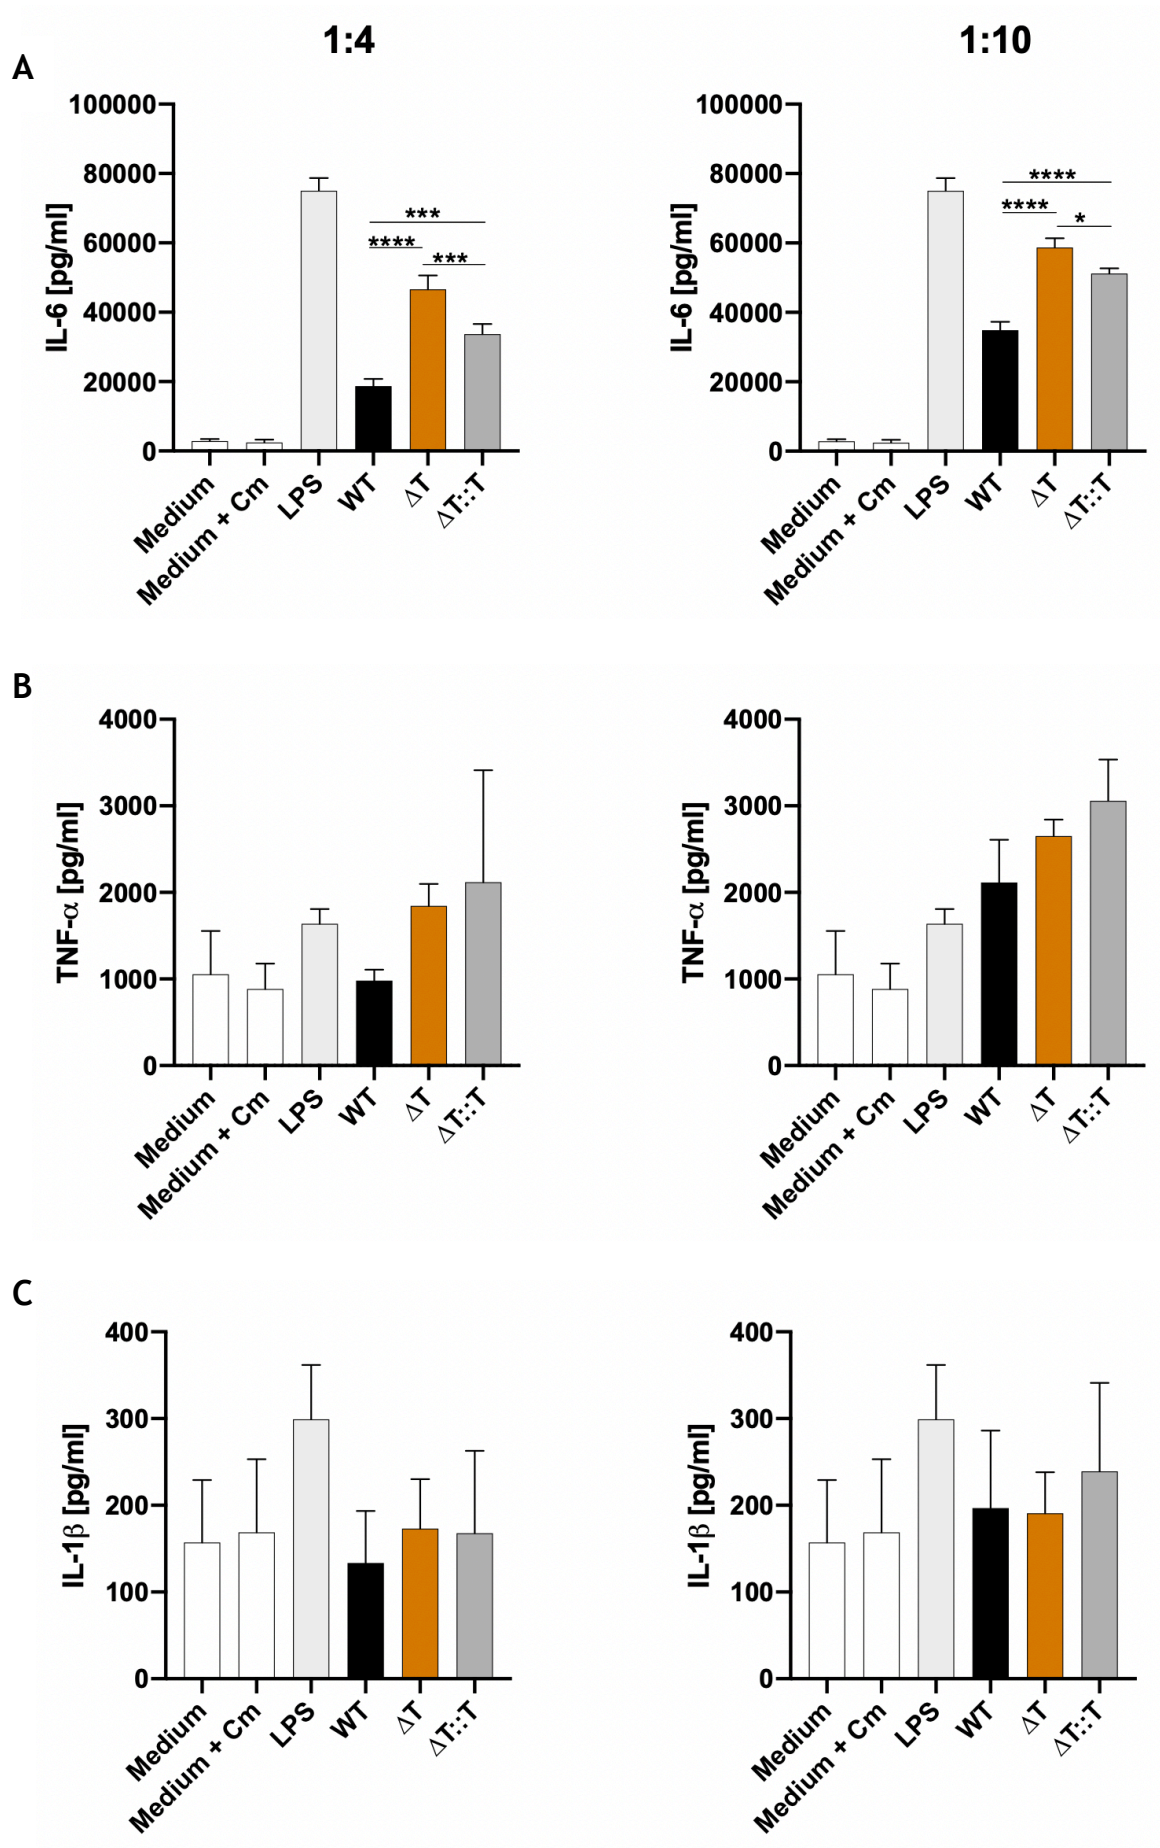 1:4
1:10
A
100000
80000
60000
40000
20000
0
IL-6 [pg/ml]
***
****
***
Medium
Medium + Cm
LPS
WT
ΔT
ΔT::T
100000
80000
60000
40000
20000
0
IL-6 [pg/ml]
****
****
*
Medium
Medium + Cm
LPS
WT
ΔT
ΔT::T
B
4000
3000
2000
1000
0
TNF-α [pg/ml]
Medium
Medium + Cm
LPS
WT
ΔT
ΔT::T
4000
3000
2000
1000
0
TNF-α [pg/ml]
Medium
Medium + Cm
LPS
WT
ΔT
ΔT::T
C
400
300
200
100
0
IL-1β [pg/ml]
Medium
Medium + Cm
LPS
WT
ΔT
ΔT::T
400
300
200
100
0
IL-1β [pg/ml]
Medium
Medium + Cm
LPS
WT
ΔT
ΔT::T